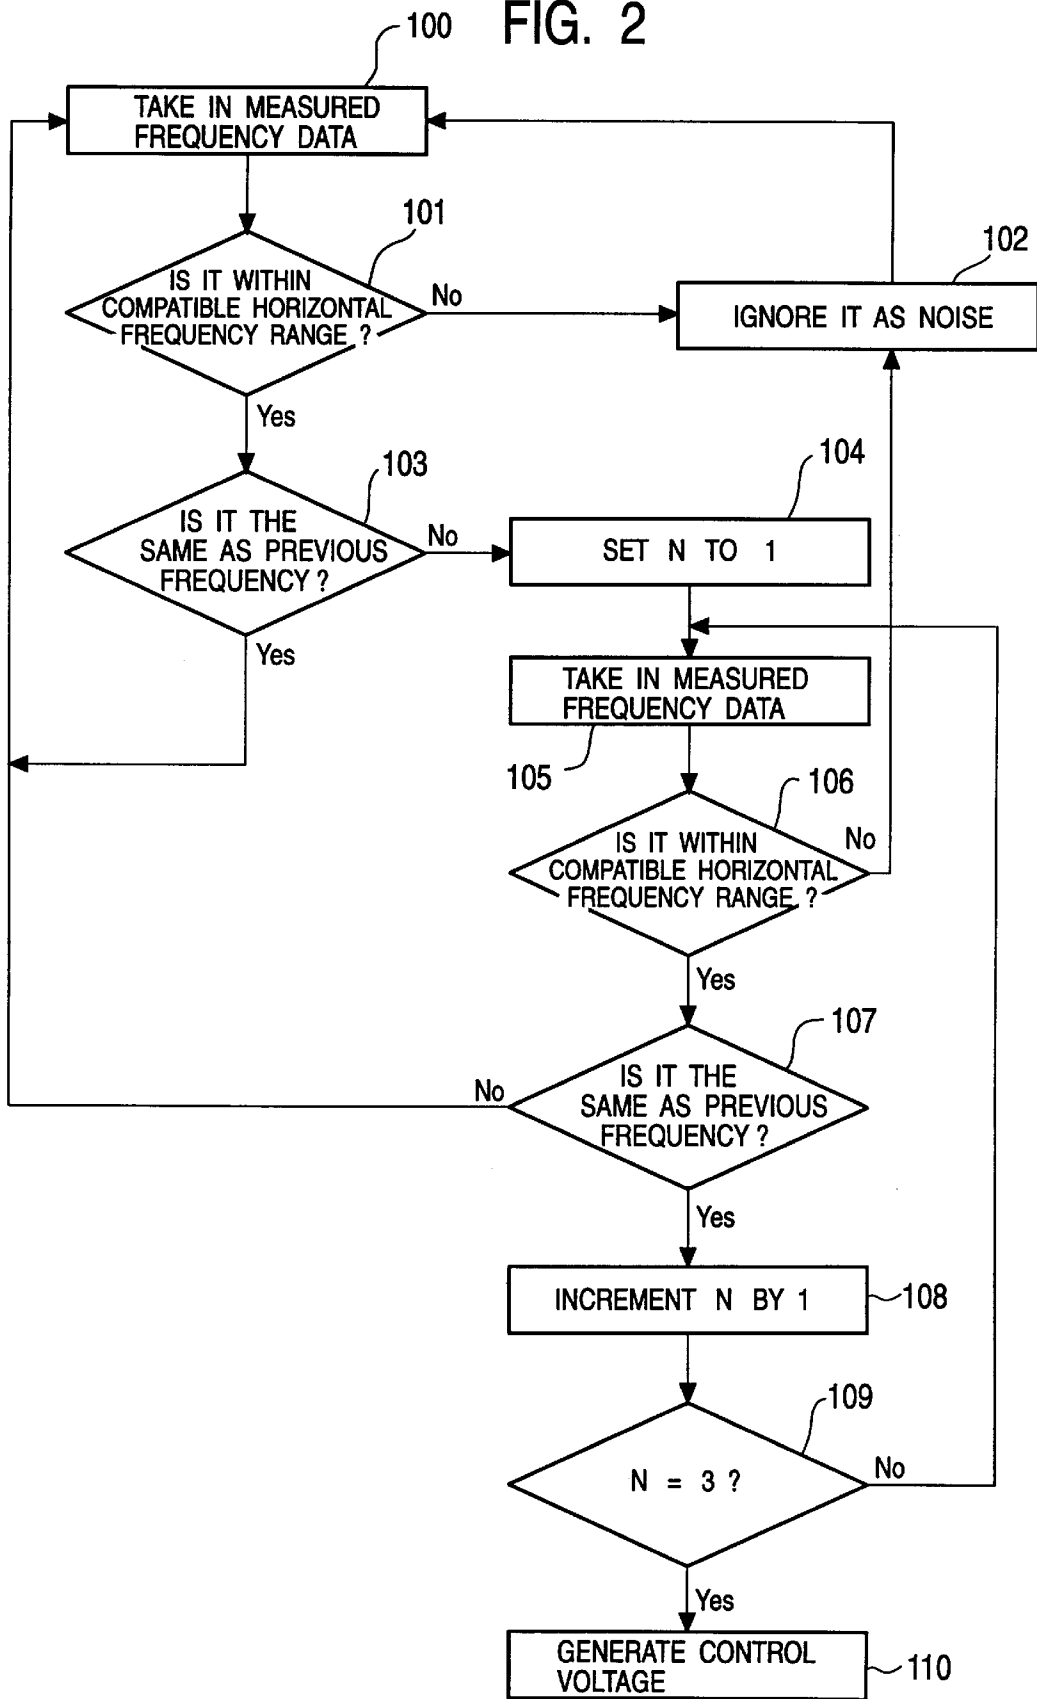 FIG. 2
100
TAKE IN MEASURED
FREQUENCY DATA
101
IS IT WITHIN
COMPATIBLE HORIZONTAL
FREQUENCY RANGE ?
No
102
IGNORE IT AS NOISE
Yes
103
IS IT THE
SAME AS PREVIOUS
FREQUENCY ?
No
104
SET N TO 1
Yes
TAKE IN MEASURED
FREQUENCY DATA
105
106
IS IT WITHIN
COMPATIBLE HORIZONTAL
FREQUENCY RANGE ?
No
Yes
107
IS IT THE
SAME AS PREVIOUS
FREQUENCY ?
No
Yes
INCREMENT N BY 1
108
109
N = 3 ?
No
Yes
GENERATE CONTROL
VOLTAGE
110